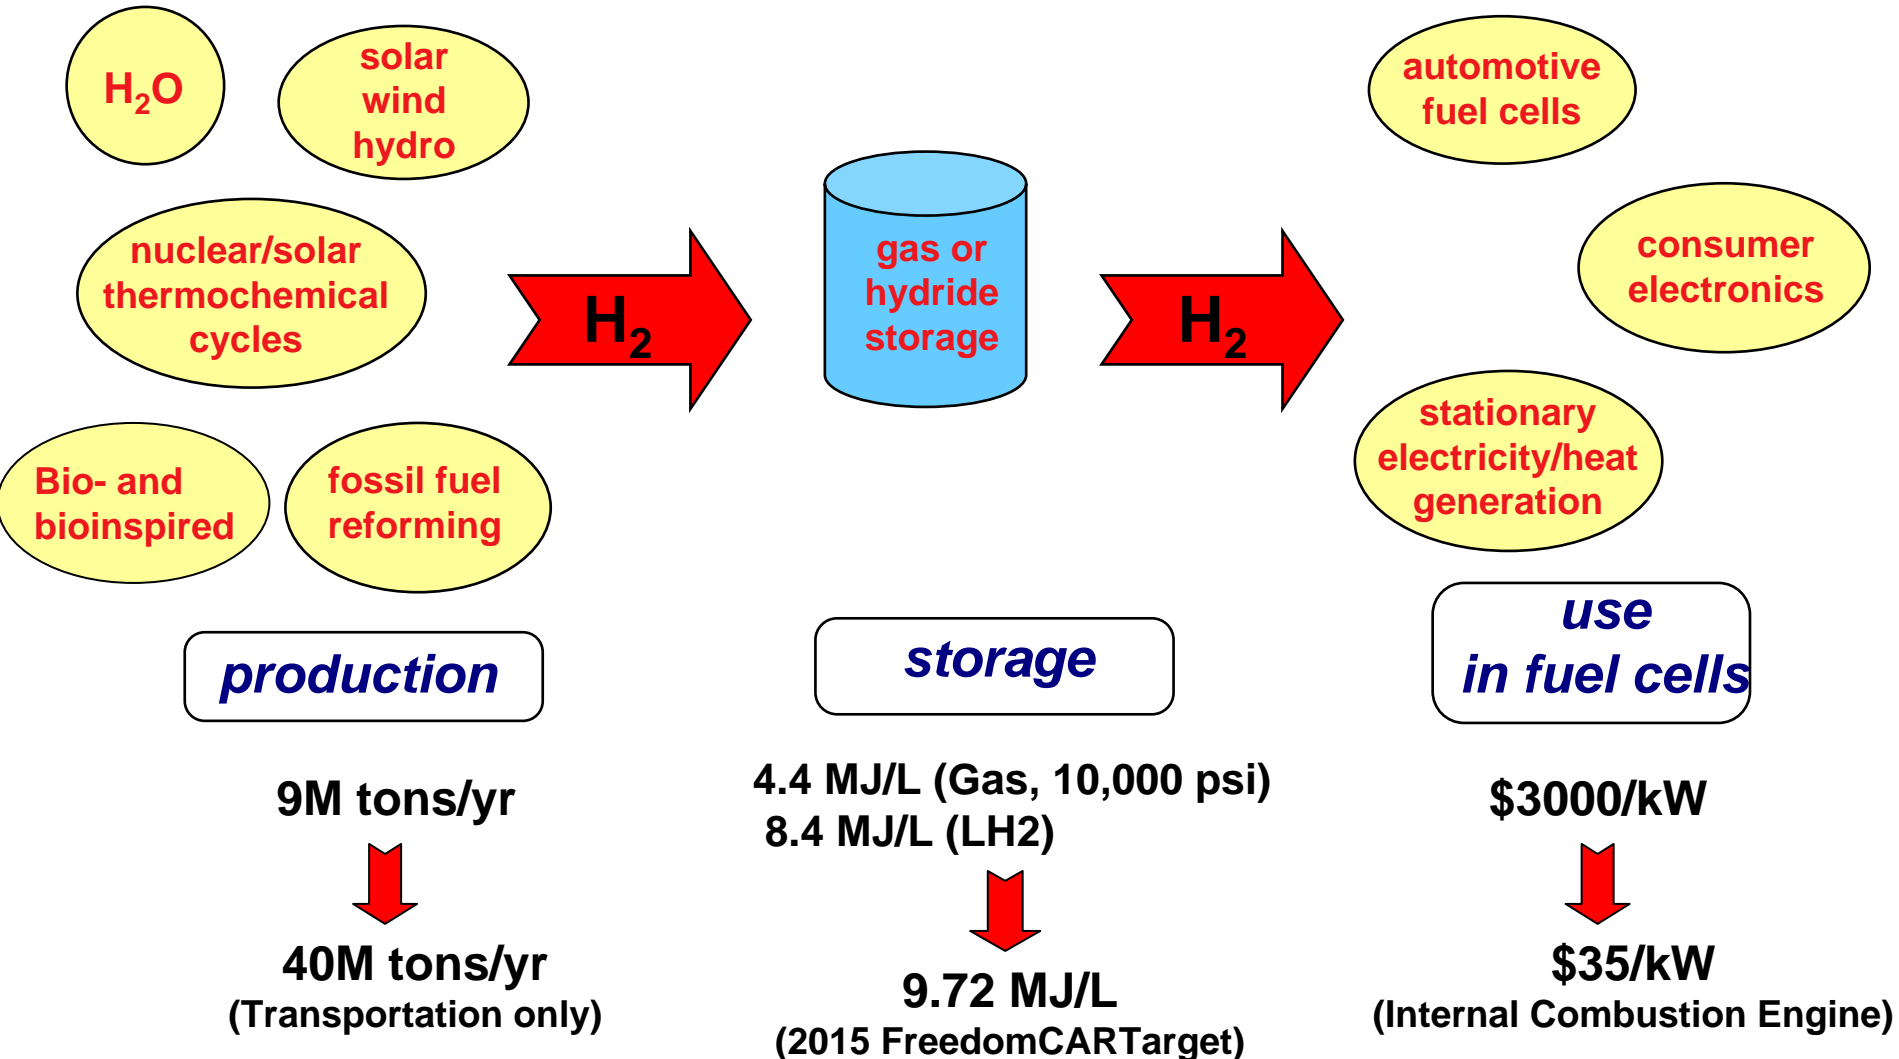 H₂O
solar
wind
hydro
nuclear/solar
thermochemical
cycles
Bio- and
bioinspired
fossil fuel
reforming
H₂
gas or
hydride
storage
H₂
automotive
fuel cells
consumer
electronics
stationary
electricity/heat
generation
production
9M tons/yr
40M tons/yr
(Transportation only)
storage
4.4 MJ/L (Gas, 10,000 psi)
8.4 MJ/L (LH2)
9.72 MJ/L
(2015 FreedomCARTarget)
use
in fuel cells
$3000/kW
$35/kW
(Internal Combustion Engine)